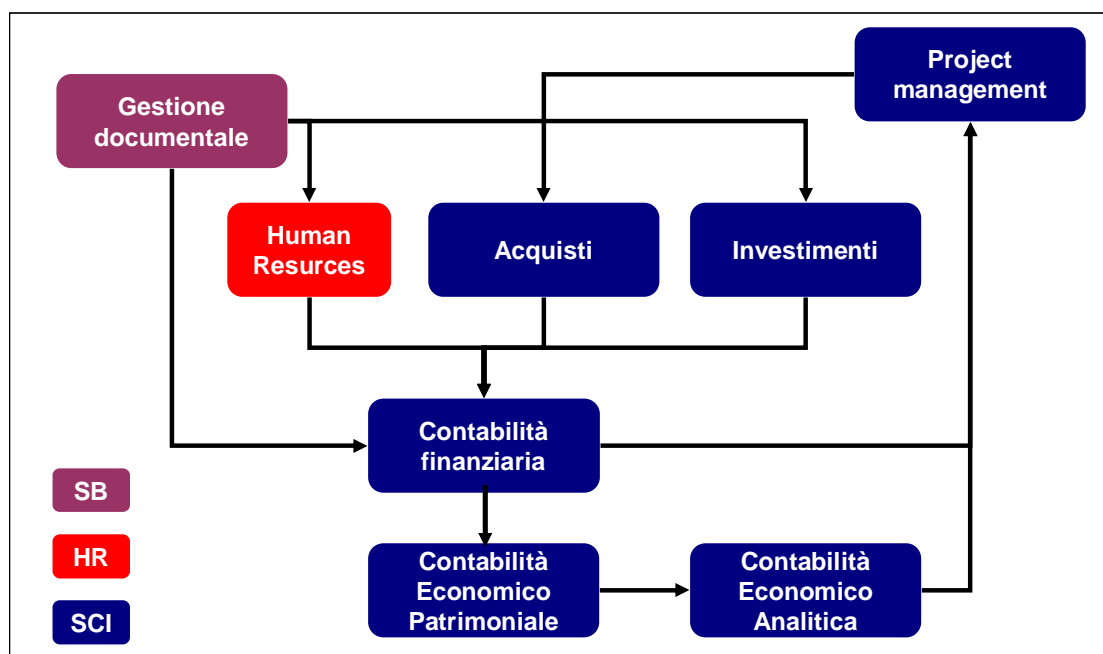 Project
management
Gestione
documentale
Human
Resurces
Acquisti
Investimenti
Contabilità
finanziaria
SB
HR
SCI
Contabilità
Economico
Patrimoniale
Contabilità
Economico
Analitica